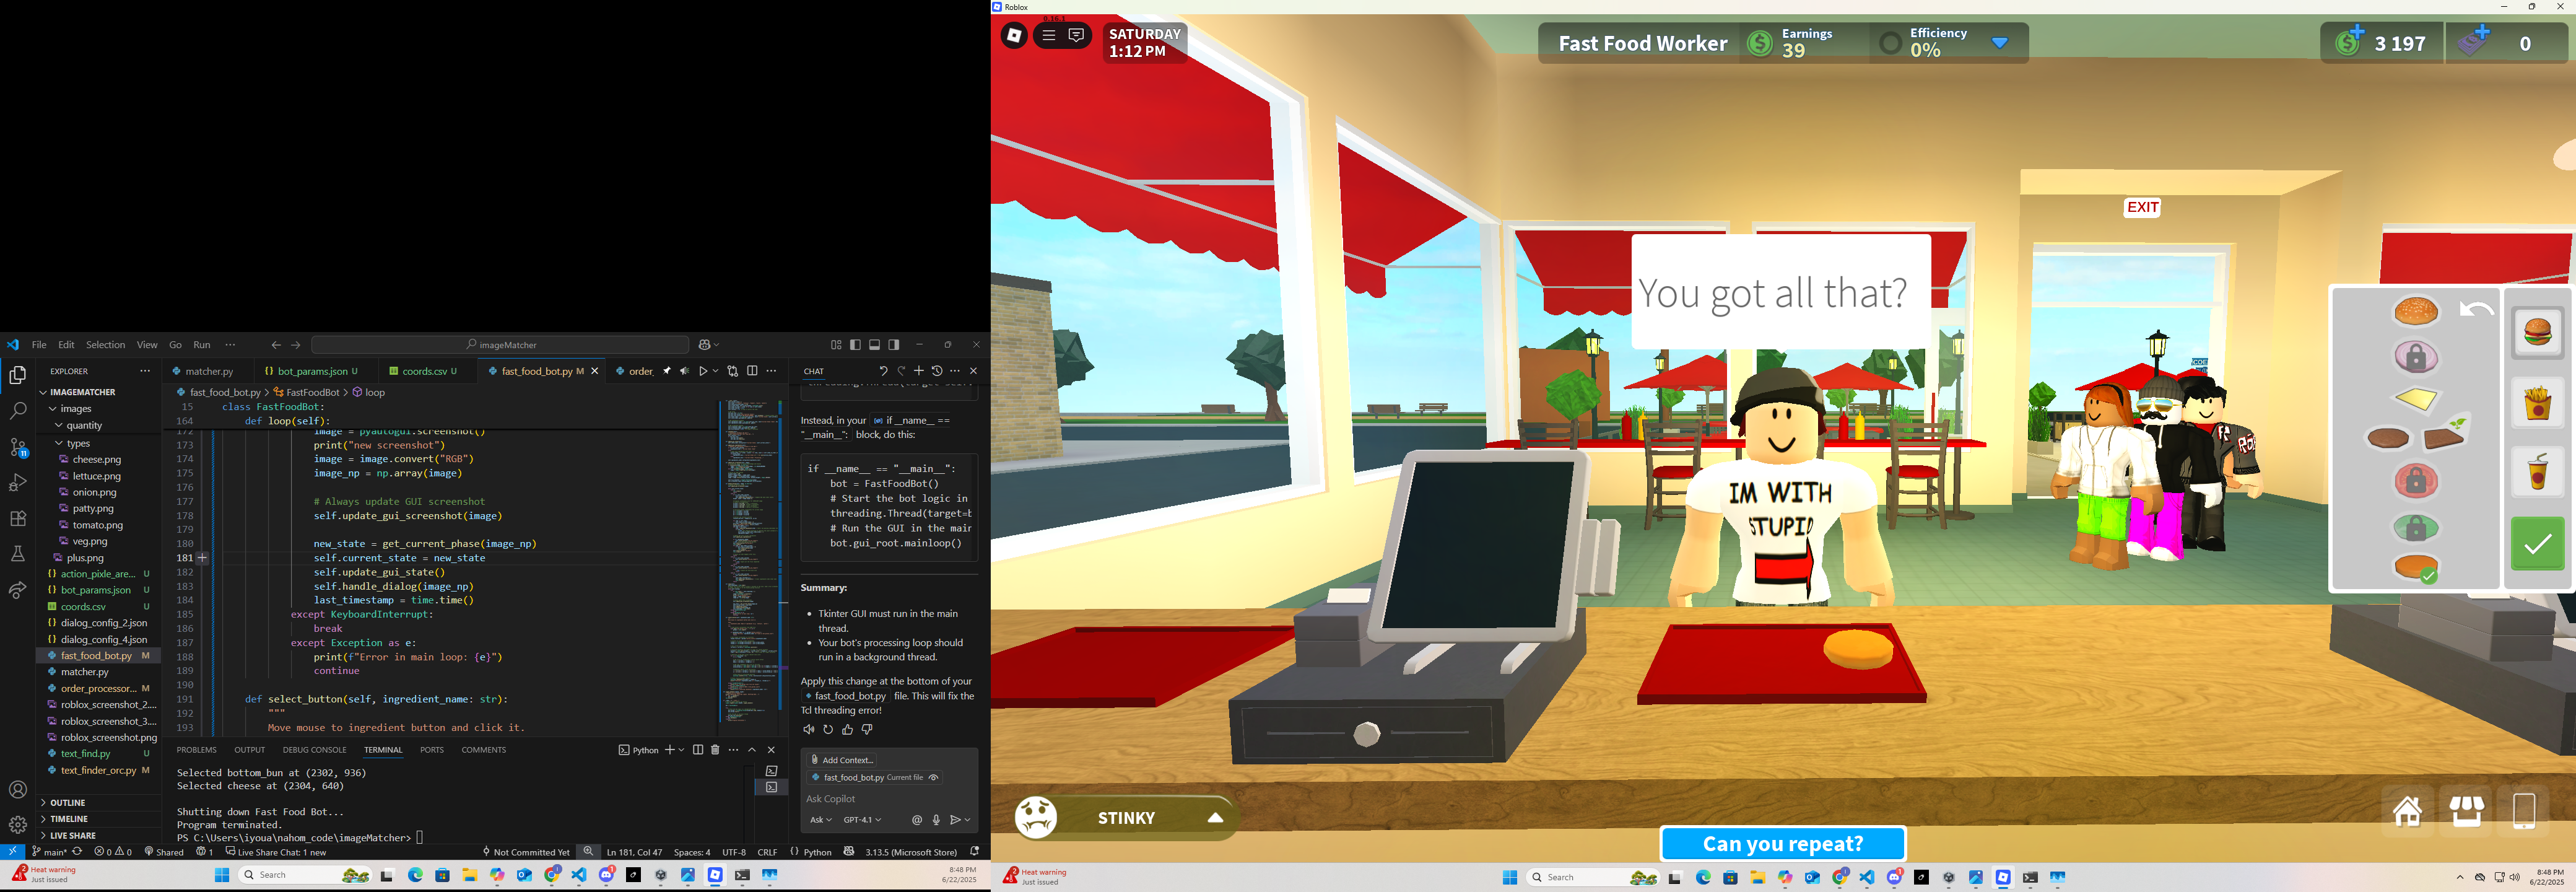 File Edit Selection View Go Run ···
imageMatcher
EXPLORER
IMAGEMATCHER
images
quantity
types
cheese.png
lettuce.png
onion.png
patty.png
tomato.png
veg.png
plus.png
action_pixle_are... U
bot_params.json U
coords.csv U
dialog_config_2.json
dialog_config_4.json
fast_food_bot.py M
matcher.py
order_processor... M
roblox_screenshot_2....
roblox_screenshot_3....
roblox_screenshot.png
text_find.py U
text_finder_orc.py M
OUTLINE
TIMELINE
LIVE SHARE
matcher.py bot_params.json U coords.csv U fast_food_bot.py M order_
fast_food_bot.py > FastFoodBot > loop
15 class FastFoodBot:
164 def loop(self):
172 image = pyautogui.screenshot()
173 print("new screenshot")
174 image = image.convert("RGB")
175 image_np = np.array(image)
176
177 # Always update GUI screenshot
178 self.update_gui_screenshot(image)
179
180 new_state = get_current_phase(image_np)
181 self.current_state = new_state
182 self.update_gui_state()
183 self.handle_dialog(image_np)
184 last_timestamp = time.time()
185 except KeyboardInterrupt:
186 break
187 except Exception as e:
188 print(f"Error in main loop: {e}")
189 continue
190
191 def select_button(self, ingredient_name: str):
192 """
193 Move mouse to ingredient button and click it.
PROBLEMS OUTPUT DEBUG CONSOLE TERMINAL PORTS COMMENTS
Python
Selected bottom_bun at (2302, 936)
Selected cheese at (2304, 640)
Shutting down Fast Food Bot...
Program terminated.
PS C:\Users\iyoua\nahom_code\imageMatcher>
CHAT
Instead, in your if __name__ ==
"__main__": block, do this:
if __name__ == "__main__":
bot = FastFoodBot()
# Start the bot logic in
threading.Thread(target=b
# Run the GUI in the main
bot.gui_root.mainloop()
Summary:
• Tkinter GUI must run in the main
thread.
• Your bot's processing loop should
run in a background thread.
Apply this change at the bottom of your
fast_food_bot.py file. This will fix the
Tcl threading error!
Add Context...
fast_food_bot.py Current file
Ask Copilot
Ask GPT-4.1
main* 0 0 Shared 1 Live Share Chat: 1 new Not Committed Yet Ln 181, Col 47 Spaces: 4 UTF-8 CRLF Python 3.13.5 (Microsoft Store)
Heat warning
Just issued
Search
8:48 PM
6/22/2025
Roblox
0.16.1
SATURDAY
1:12 PM
Fast Food Worker
Earnings
39
Efficiency
0%
3 197
0
EXIT
You got all that?
IM WITH
STUPID
STINKY
Can you repeat?
Heat warning
Just issued
Search
8:48 PM
6/22/2025